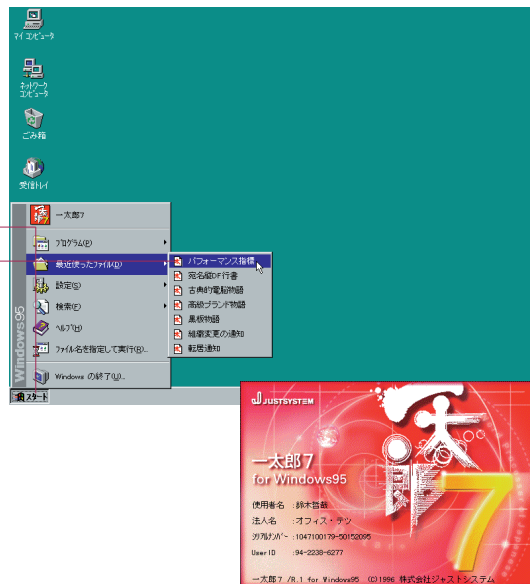 マイ コンピュータ
ネットワーク
コンピュータ
ごみ箱
受信トレイ
一太郎7
プログラム(P)
最近使ったファイル(D)
設定(S)
検索(F)
ヘルプ(H)
ファイル名を指定して実行(R)...
Windows の終了(U)...
Windows95
パフォーマンス指標
宛名縦DF行書
古典的電脳物語
高級ブランド物語
黒板物語
組織変更の通知
転居通知
スタート
JUSTSYSTEM
一太郎
7
一太郎7
for Windows95
使用者名 :鈴木哲哉
法人名 :オフィス・テツ
シリアルナンバー :1047100179-50152095
User ID :94-2238-6277
一太郎7 /R.1 for Windows95 (C)1996 株式会社ジャストシステム